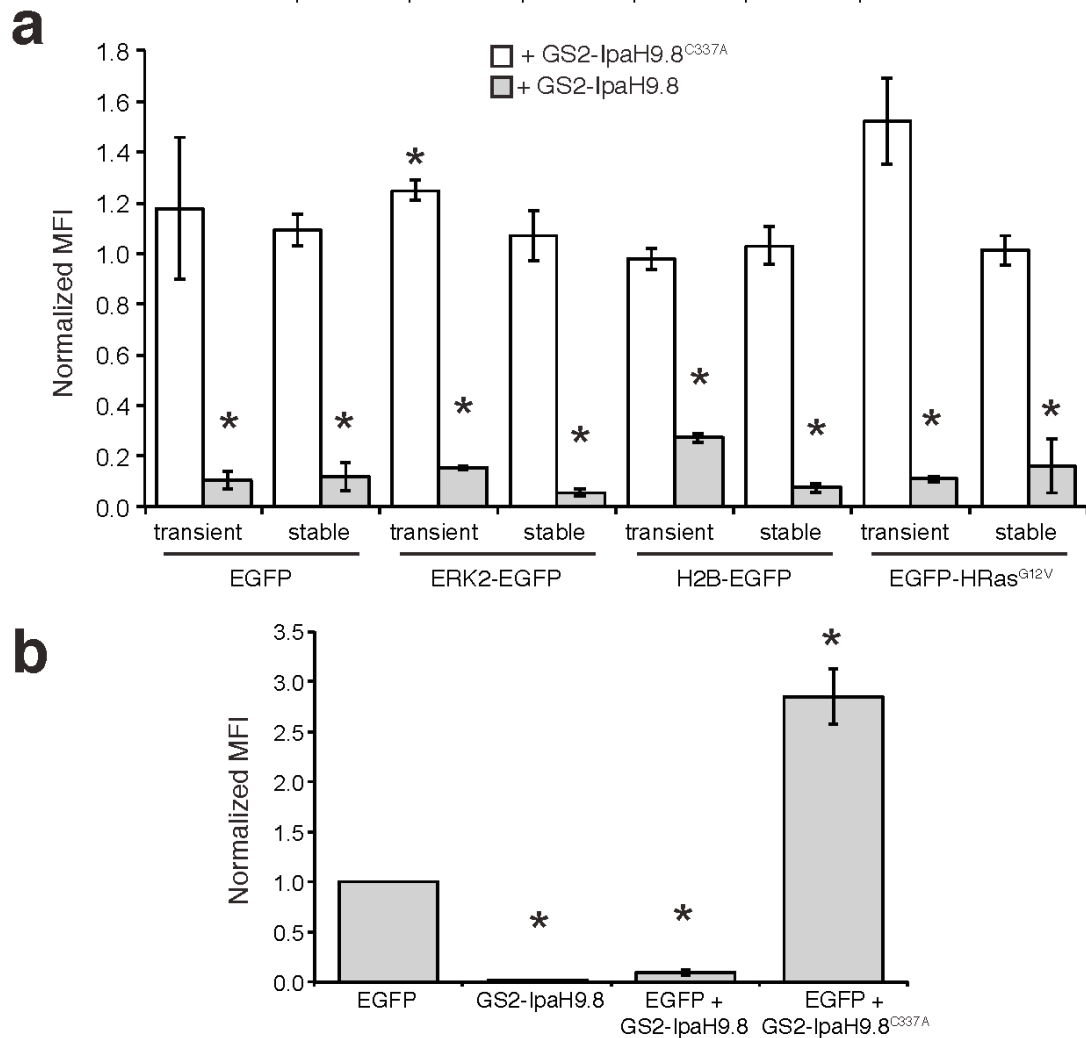 a
+ GS2-IpaH9.8C337A
+ GS2-IpaH9.8
Normalized MFI
1.8
1.6
1.4
1.2
1.0
0.8
0.6
0.4
0.2
0.0
* * * * * * * * *
transient stable transient stable transient stable transient stable
EGFP ERK2-EGFP H2B-EGFP EGFP-HRasG12V
b
Normalized MFI
3.5
3.0
2.5
2.0
1.5
1.0
0.5
0.0
* * *
EGFP GS2-IpaH9.8 EGFP + EGFP +
GS2-IpaH9.8 GS2-IpaH9.8C337A